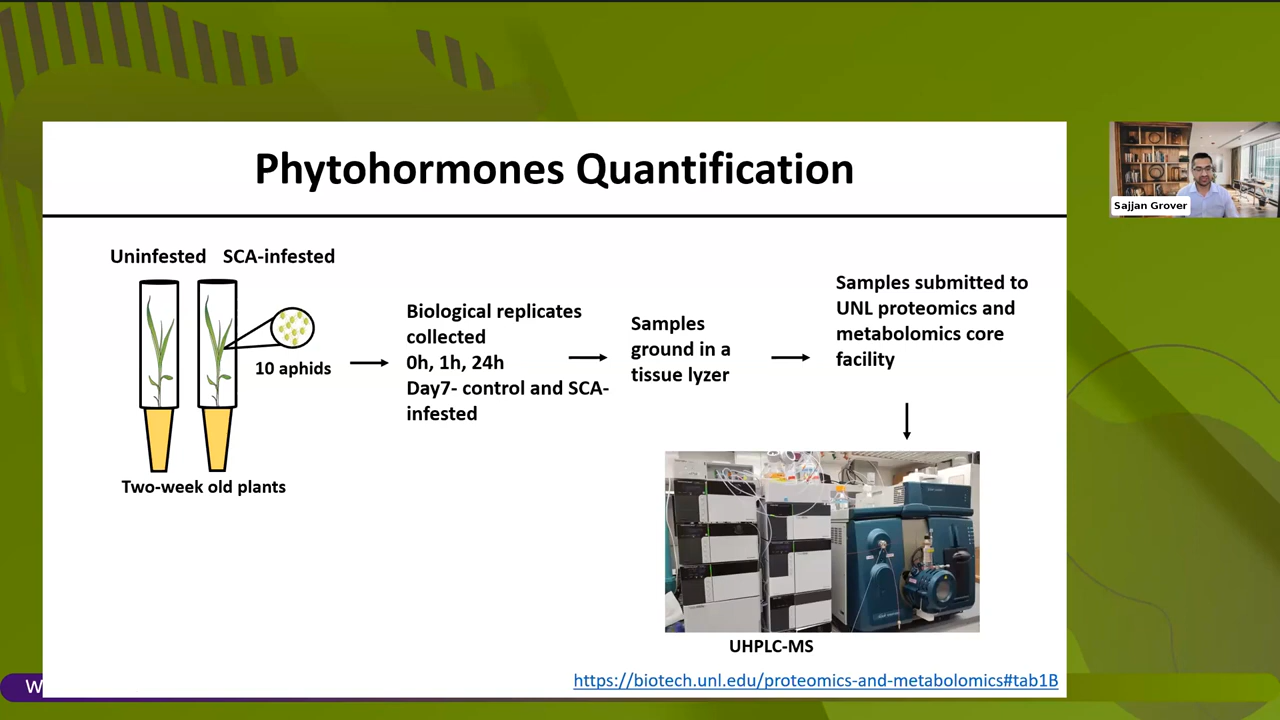 Phytohormones Quantification
Sajjan Grover
Uninfested SCA-infested
10 aphids
Two-week old plants
Biological replicates
collected
0h, 1h, 24h
Day7- control and SCA-
infested
Samples
ground in a
tissue lyzer
Samples submitted to
UNL proteomics and
metabolomics core
facility
UHPLC-MS
https://biotech.unl.edu/proteomics-and-metabolomics#tab1B
W